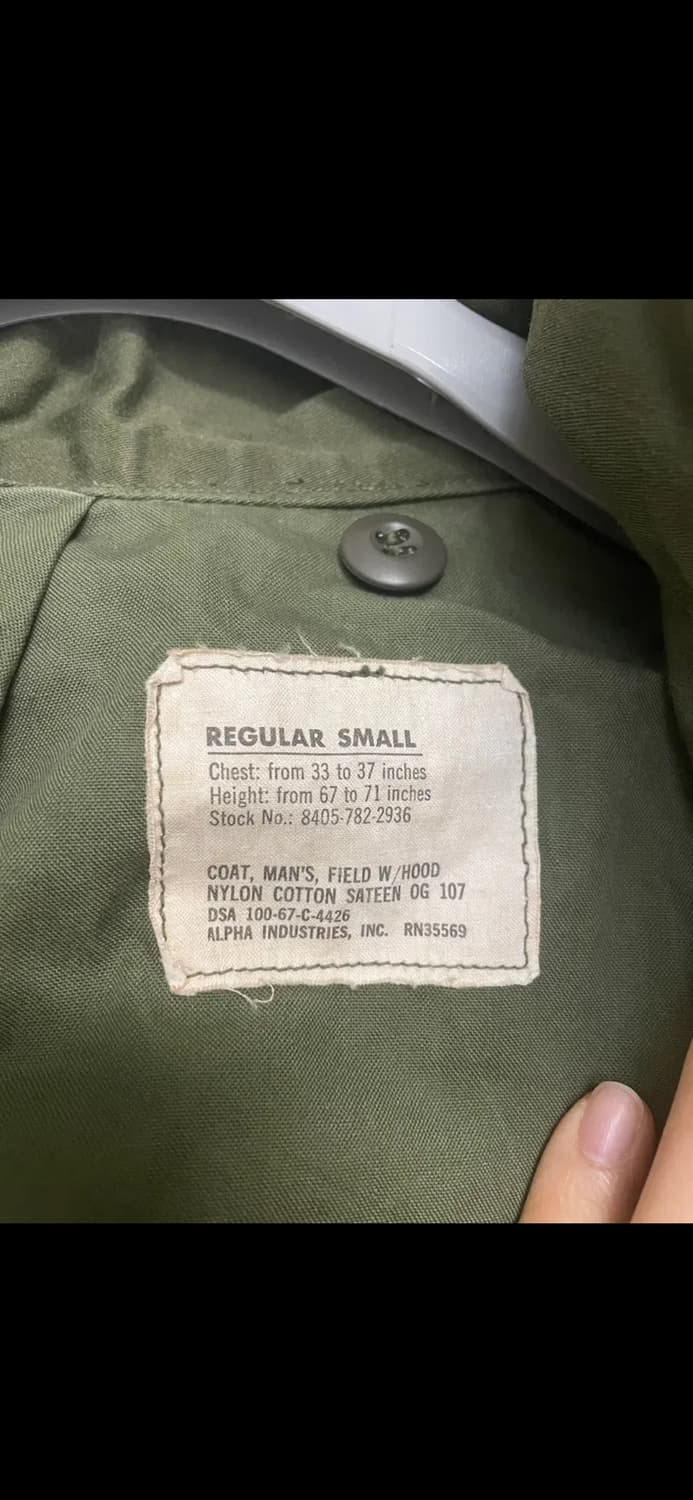 REGULAR SMALL
Chest: from 33 to 37 inches
Height: from 67 to 71 inches
Stock No.: 8405-782-2936
COAT, MAN'S, FIELD W/HOOD
NYLON COTTON SATEEN OG 107
DSA 100-67-C-4426
ALPHA INDUSTRIES, INC. RN35569